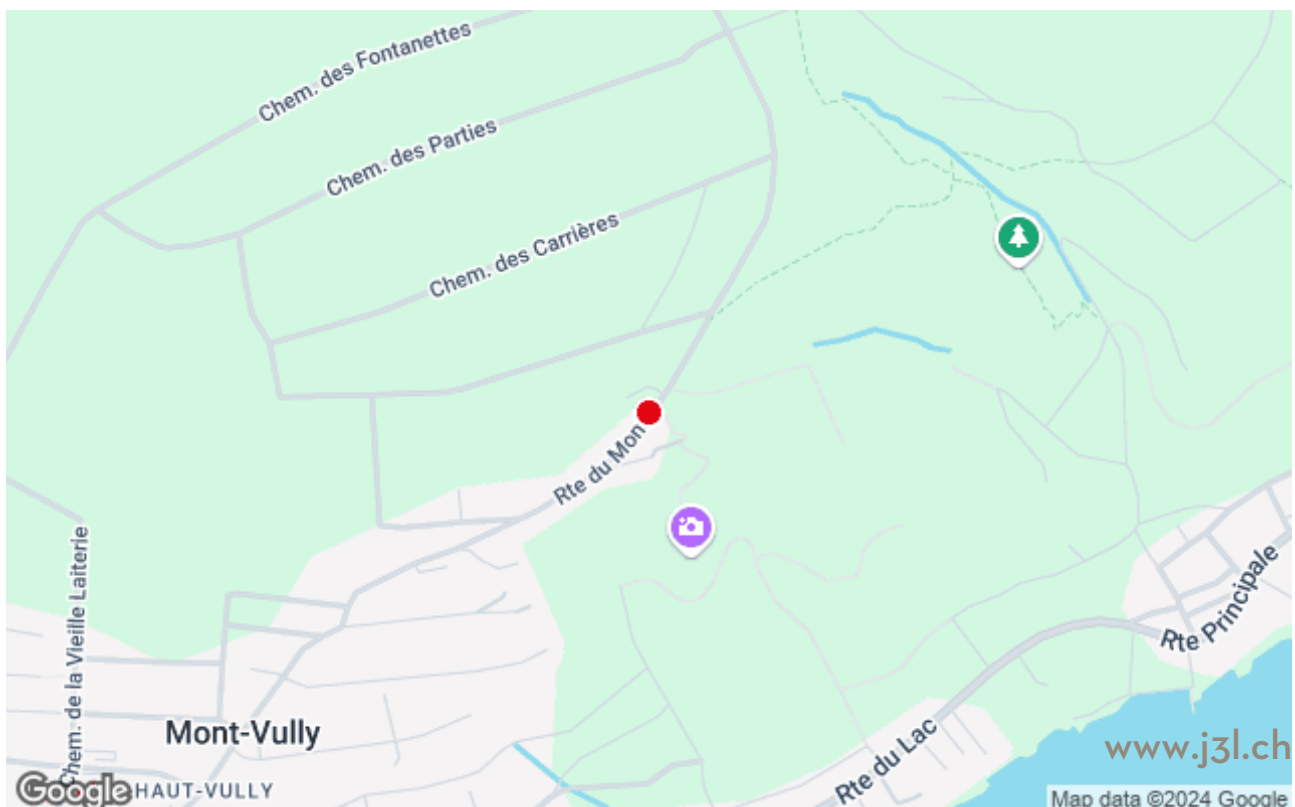 Chem. des Fontanettes
Chem. des Parties
Chem. des Carrières
Rte du Mon
Chem. de la Vieille Laiterie
Rte Principale
Mont-Vully
Rte du Lac
www.j3l.ch
Google
HAUT-VULLY
Map data ©2024 Google